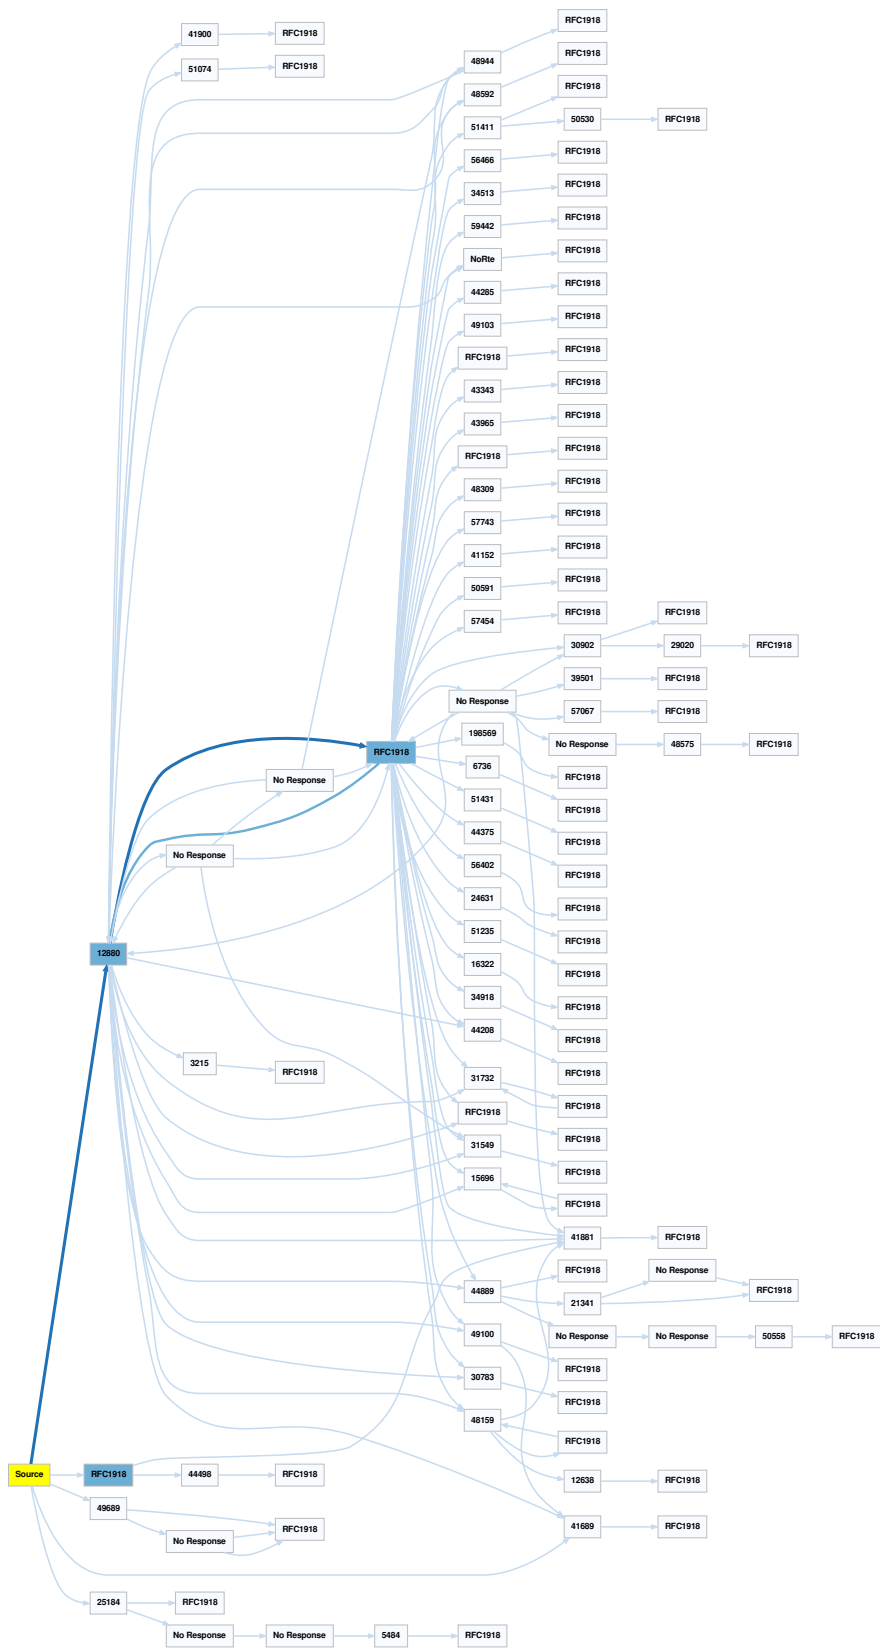 RFC1918
41900 RFC1918
48944 RFC1918
51074 RFC1918
48592 RFC1918
51411 50530 RFC1918
56466 RFC1918
34513 RFC1918
59442 RFC1918
NoRte RFC1918
44285 RFC1918
49103 RFC1918
RFC1918 RFC1918
43343 RFC1918
43965 RFC1918
RFC1918 RFC1918
48309 RFC1918
57743 RFC1918
41152 RFC1918
50591 RFC1918
57454 RFC1918 RFC1918
30902 29020 RFC1918
39501 RFC1918
No Response
57067 RFC1918
198569
No Response 48575 RFC1918
RFC1918
6736
RFC1918
No Response
51431
RFC1918
44375
RFC1918
No Response
56402
RFC1918
24631
RFC1918
51235
RFC1918
12880
16322
RFC1918
34918
RFC1918
44208
3215
RFC1918
RFC1918
31732
RFC1918
RFC1918
RFC1918
31549
RFC1918
15696
RFC1918
41881 RFC1918
RFC1918 No Response
44889
21341
RFC1918
49100
No Response No Response 50558 RFC1918
RFC1918
30783
RFC1918
48159
RFC1918
Source RFC1918 44498 RFC1918
12638 RFC1918
49689
41689 RFC1918
RFC1918
No Response
25184 RFC1918
No Response No Response 5484 RFC1918